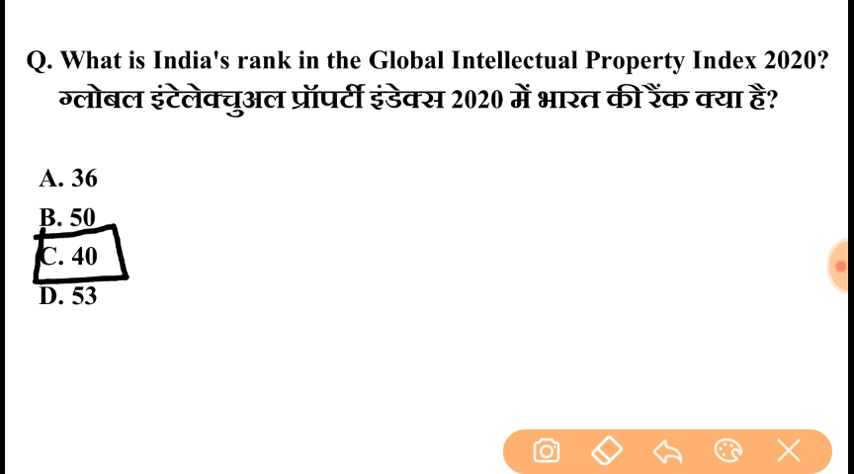 Q. What is India's rank in the Global Intellectual Property Index 2020?
ग्लोबल इंटेलेक्चुअल प्रॉपर्टी इंडेक्स 2020 में भारत की रैंक क्या है?
A. 36
B. 50
C. 40
D. 53